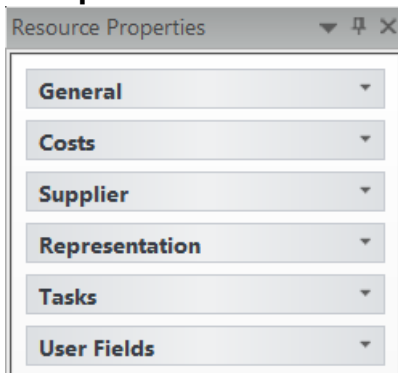 Resource Properties
General
Costs
Supplier
Representation
Tasks
User Fields